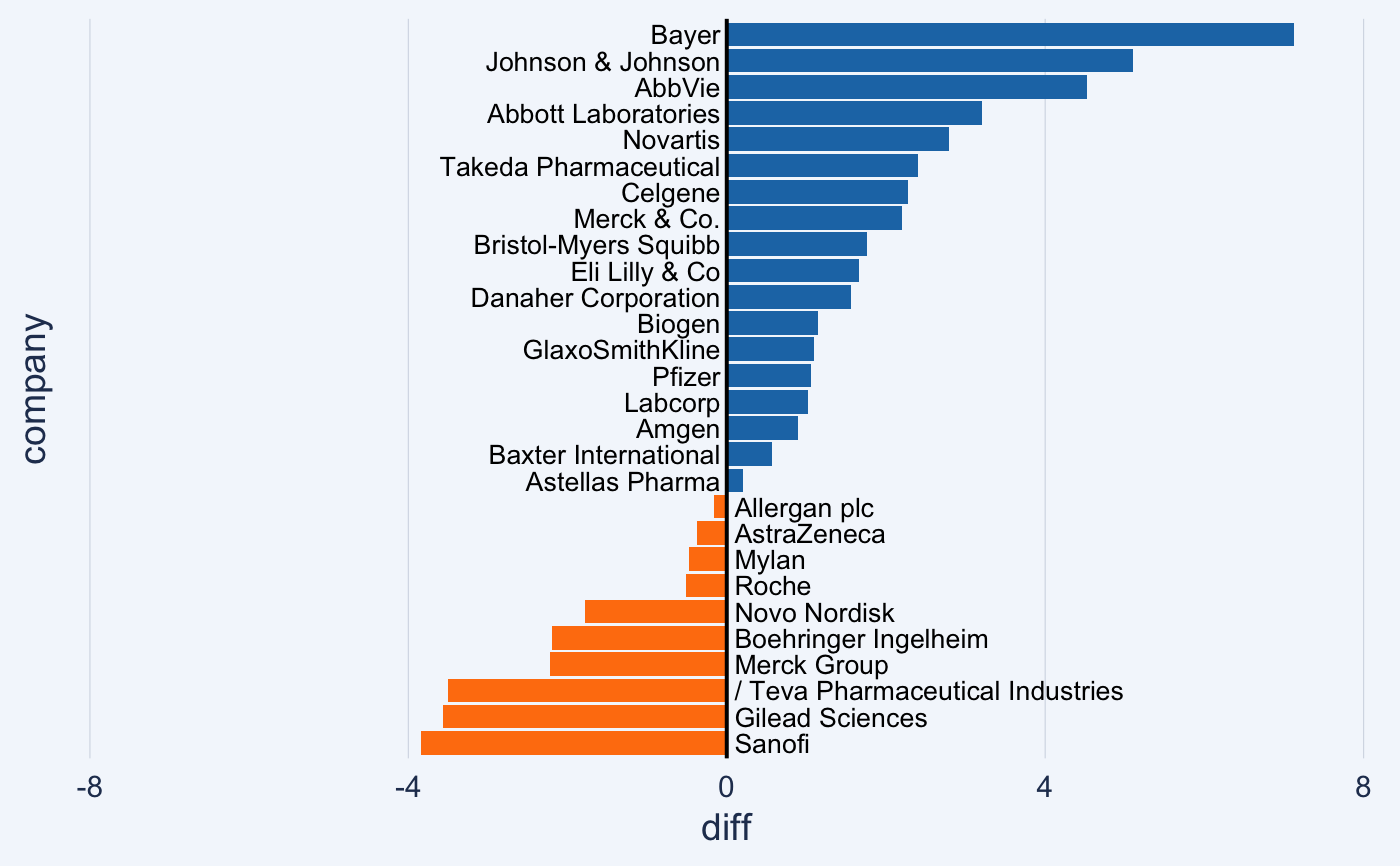 Bayer
Johnson & Johnson
AbbVie
Abbott Laboratories
Novartis
Takeda Pharmaceutical
Celgene
Merck & Co.
Bristol-Myers Squibb
Eli Lilly & Co
Danaher Corporation
Biogen
GlaxoSmithKline
Pfizer
Labcorp
Amgen
Baxter International
Astellas Pharma
Allergan plc
AstraZeneca
Mylan
Roche
Novo Nordisk
Boehringer Ingelheim
Merck Group
/ Teva Pharmaceutical Industries
Gilead Sciences
Sanofi
company
-8 -4 0 4 8
diff